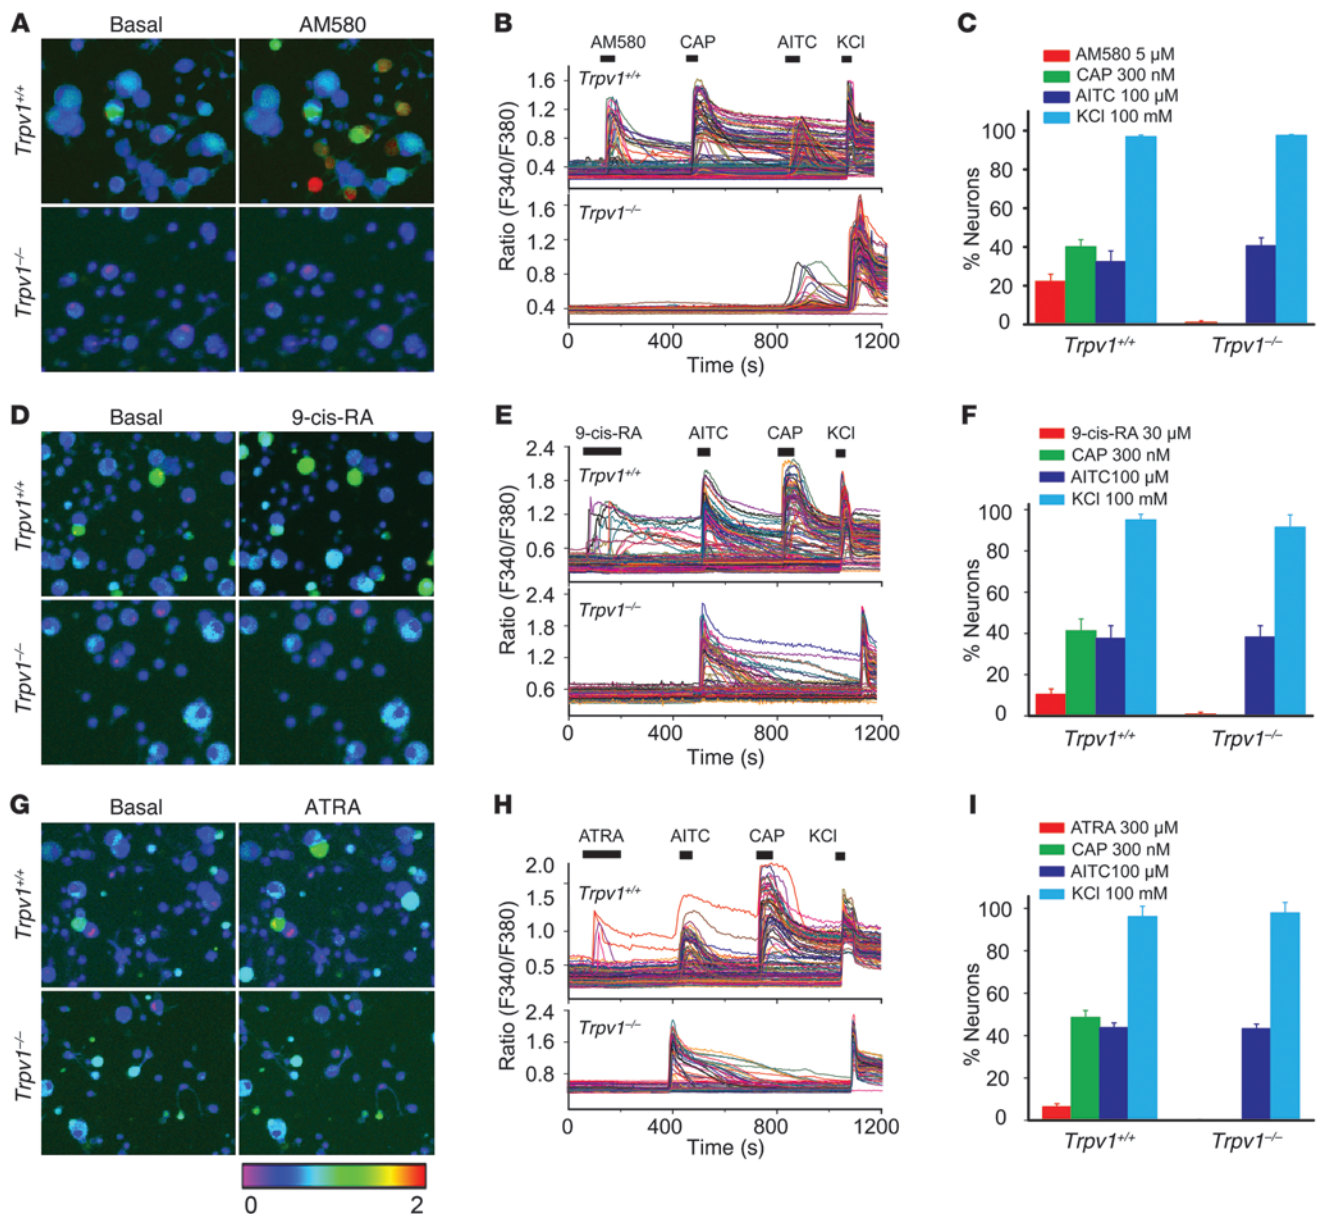 A
Basal
AM580
Trpv1+/+
Trpv1–/–
B
AM580
CAP
AITC
KCl
Trpv1+/+
1.6
1.2
0.8
0.4
Trpv1–/–
1.6
1.2
0.8
0.4
Ratio (F340/F380)
0
400
800
1200
Time (s)
C
AM580 5 µM
CAP 300 nM
AITC 100 µM
KCl 100 mM
100
80
60
40
20
0
% Neurons
Trpv1+/+
Trpv1–/–
D
Basal
9-cis-RA
Trpv1+/+
Trpv1–/–
E
9-cis-RA
AITC
CAP
KCl
Trpv1+/+
2.4
1.8
1.2
0.6
Trpv1–/–
2.4
1.8
1.2
0.6
Ratio (F340/F380)
0
400
800
1200
Time (s)
F
9-cis-RA 30 µM
CAP 300 nM
AITC100 µM
KCl 100 mM
100
80
60
40
20
0
% Neurons
Trpv1+/+
Trpv1–/–
G
Basal
ATRA
Trpv1+/+
Trpv1–/–
0
2
H
ATRA
AITC
CAP
KCl
Trpv1+/+
2.0
1.5
1.0
0.5
Trpv1–/–
2.4
1.6
0.8
Ratio (F340/F380)
0
400
800
1200
Time (s)
I
ATRA 300 µM
CAP 300 nM
AITC100 µM
KCl 100 mM
100
80
60
40
20
0
% Neurons
Trpv1+/+
Trpv1–/–